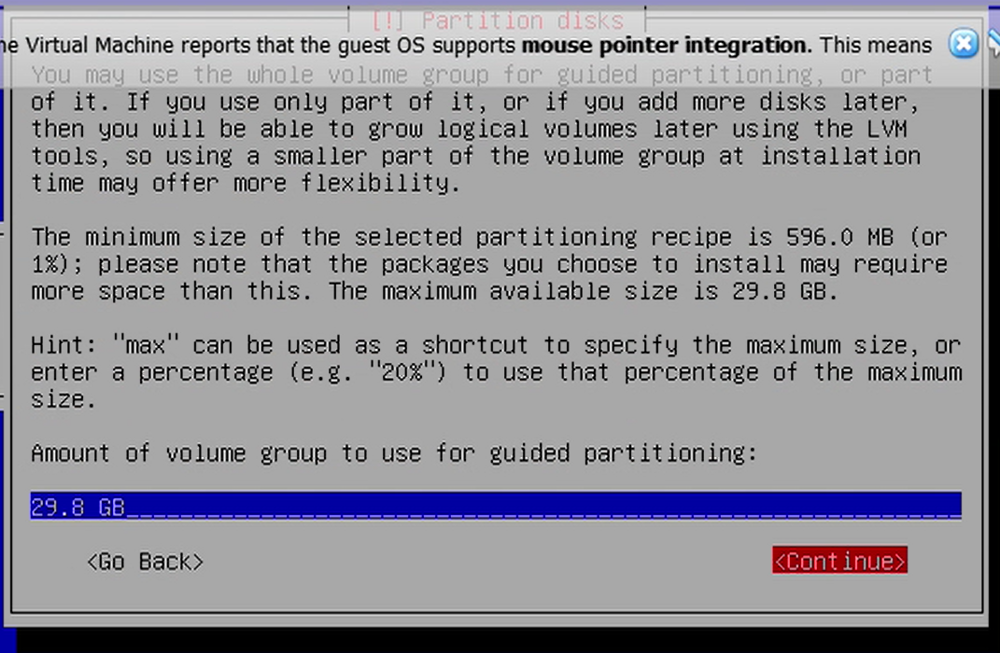 [!] Partition disks
he Virtual Machine reports that the guest OS supports mouse pointer integration. This means
You may use the whole volume group for guided partitioning, or part
of it. If you use only part of it, or if you add more disks later,
then you will be able to grow logical volumes later using the LVM
tools, so using a smaller part of the volume group at installation
time may offer more flexibility.
The minimum size of the selected partitioning recipe is 596.0 MB (or
1%); please note that the packages you choose to install may require
more space than this. The maximum available size is 29.8 GB.
Hint: "max" can be used as a shortcut to specify the maximum size, or
enter a percentage (e.g. "20%") to use that percentage of the maximum
size.
Amount of volume group to use for guided partitioning:
29.8 GB
<Go Back> <Continue>